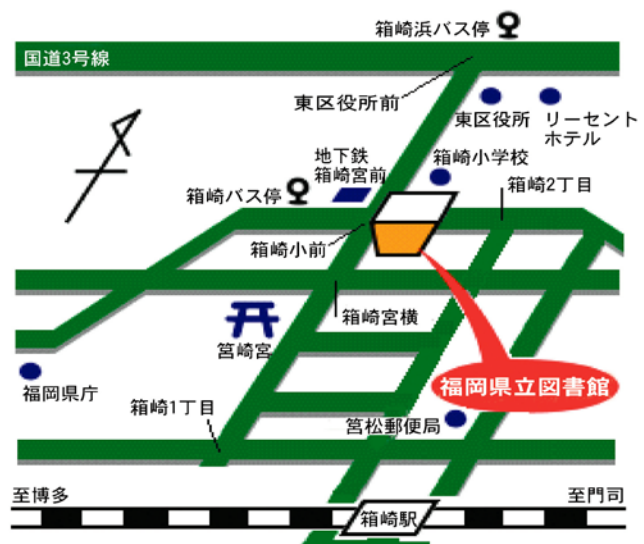 箱崎浜バス停
国道3号線
東区役所前
東区役所
リーセント
ホテル
地下鉄
箱崎宮前
箱崎小学校
箱崎バス停
箱崎2丁目
箱崎小前
箱崎宮横
筥崎宮
福岡県庁
福岡県立図書館
箱崎1丁目
筥松郵便局
至博多
至門司
箱崎駅